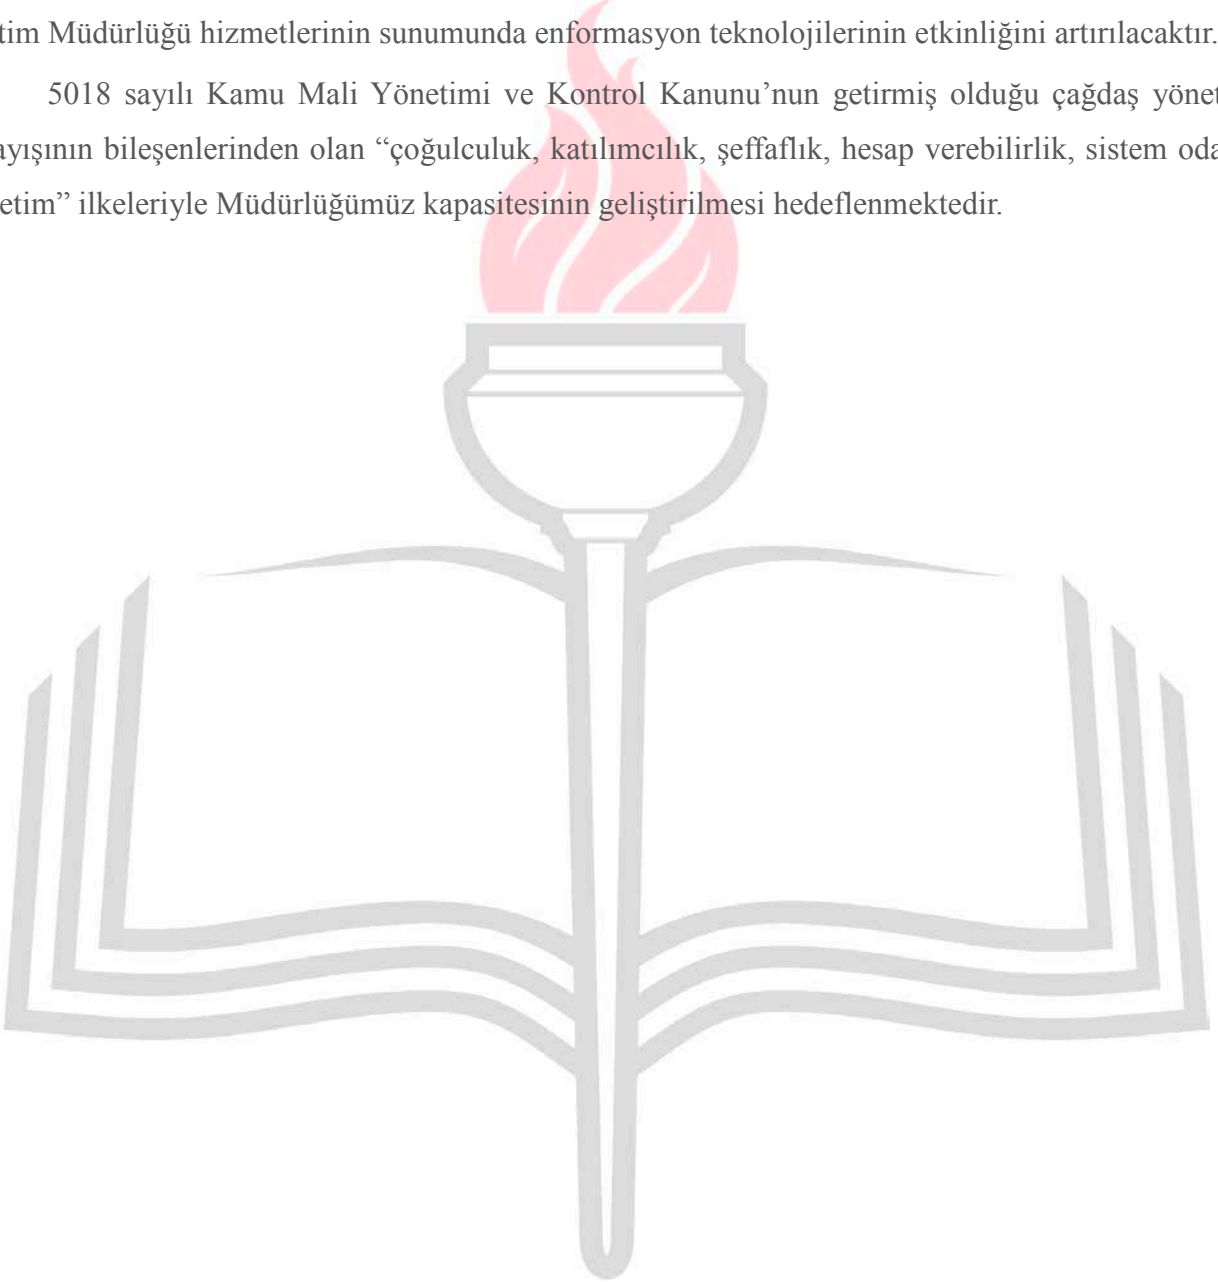 tim Müdürlüğü hizmetlerinin sunumunda enformasyon teknolojilerinin etkinliğini artırılacaktır.
5018 sayılı Kamu Mali Yönetimi ve Kontrol Kanunu’nun getirmiş olduğu çağdaş yönet
ayışının bileşenlerinden olan “çoğulculuk, katılımcılık, şeffaflık, hesap verebilirlik, sistem oda
etim” ilkeleriyle Müdürlüğümüz kapasitesinin geliştirilmesi hedeflenmektedir.